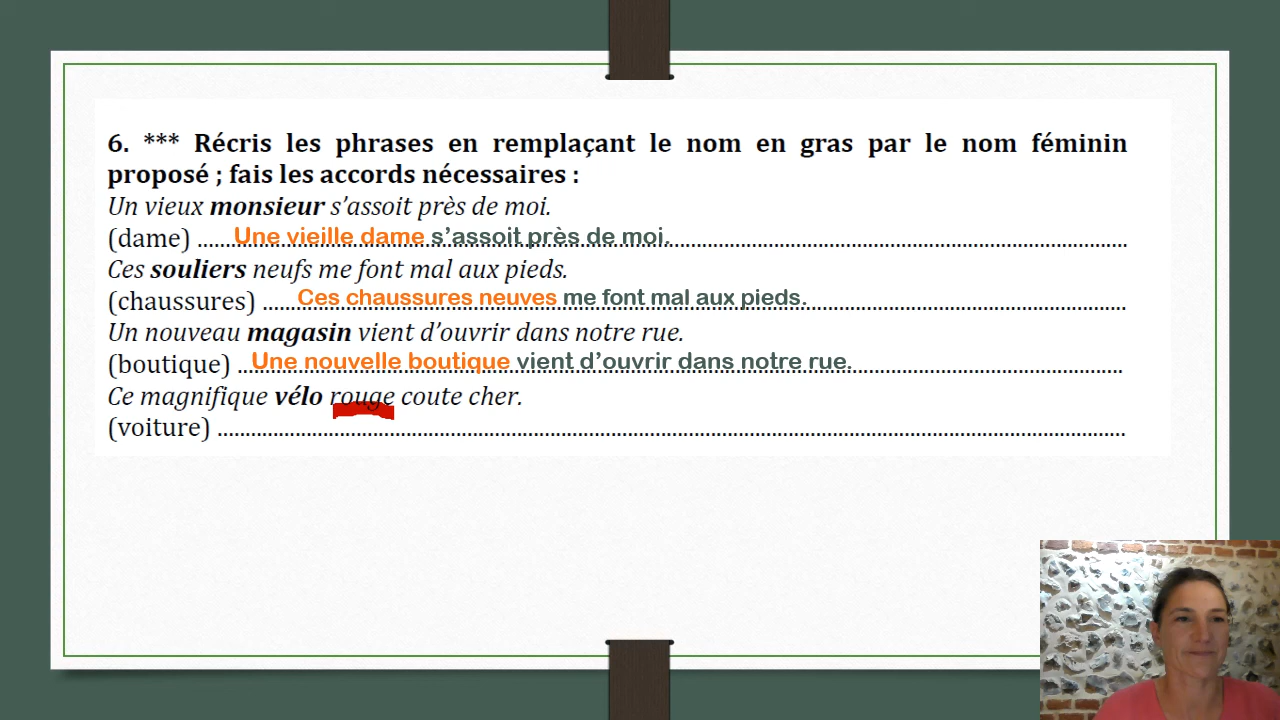 6. *** Récris les phrases en remplaçant le nom en gras par le nom féminin
proposé ; fais les accords nécessaires :
Un vieux monsieur s’assoit près de moi.
(dame) ........ Une vieille dame s’assoit près de moi. ........
Ces souliers neufs me font mal aux pieds.
(chaussures) ........ Ces chaussures neuves me font mal aux pieds. ........
Un nouveau magasin vient d’ouvrir dans notre rue.
(boutique) ........ Une nouvelle boutique vient d’ouvrir dans notre rue. ........
Ce magnifique vélo rouge coute cher.
(voiture) ........